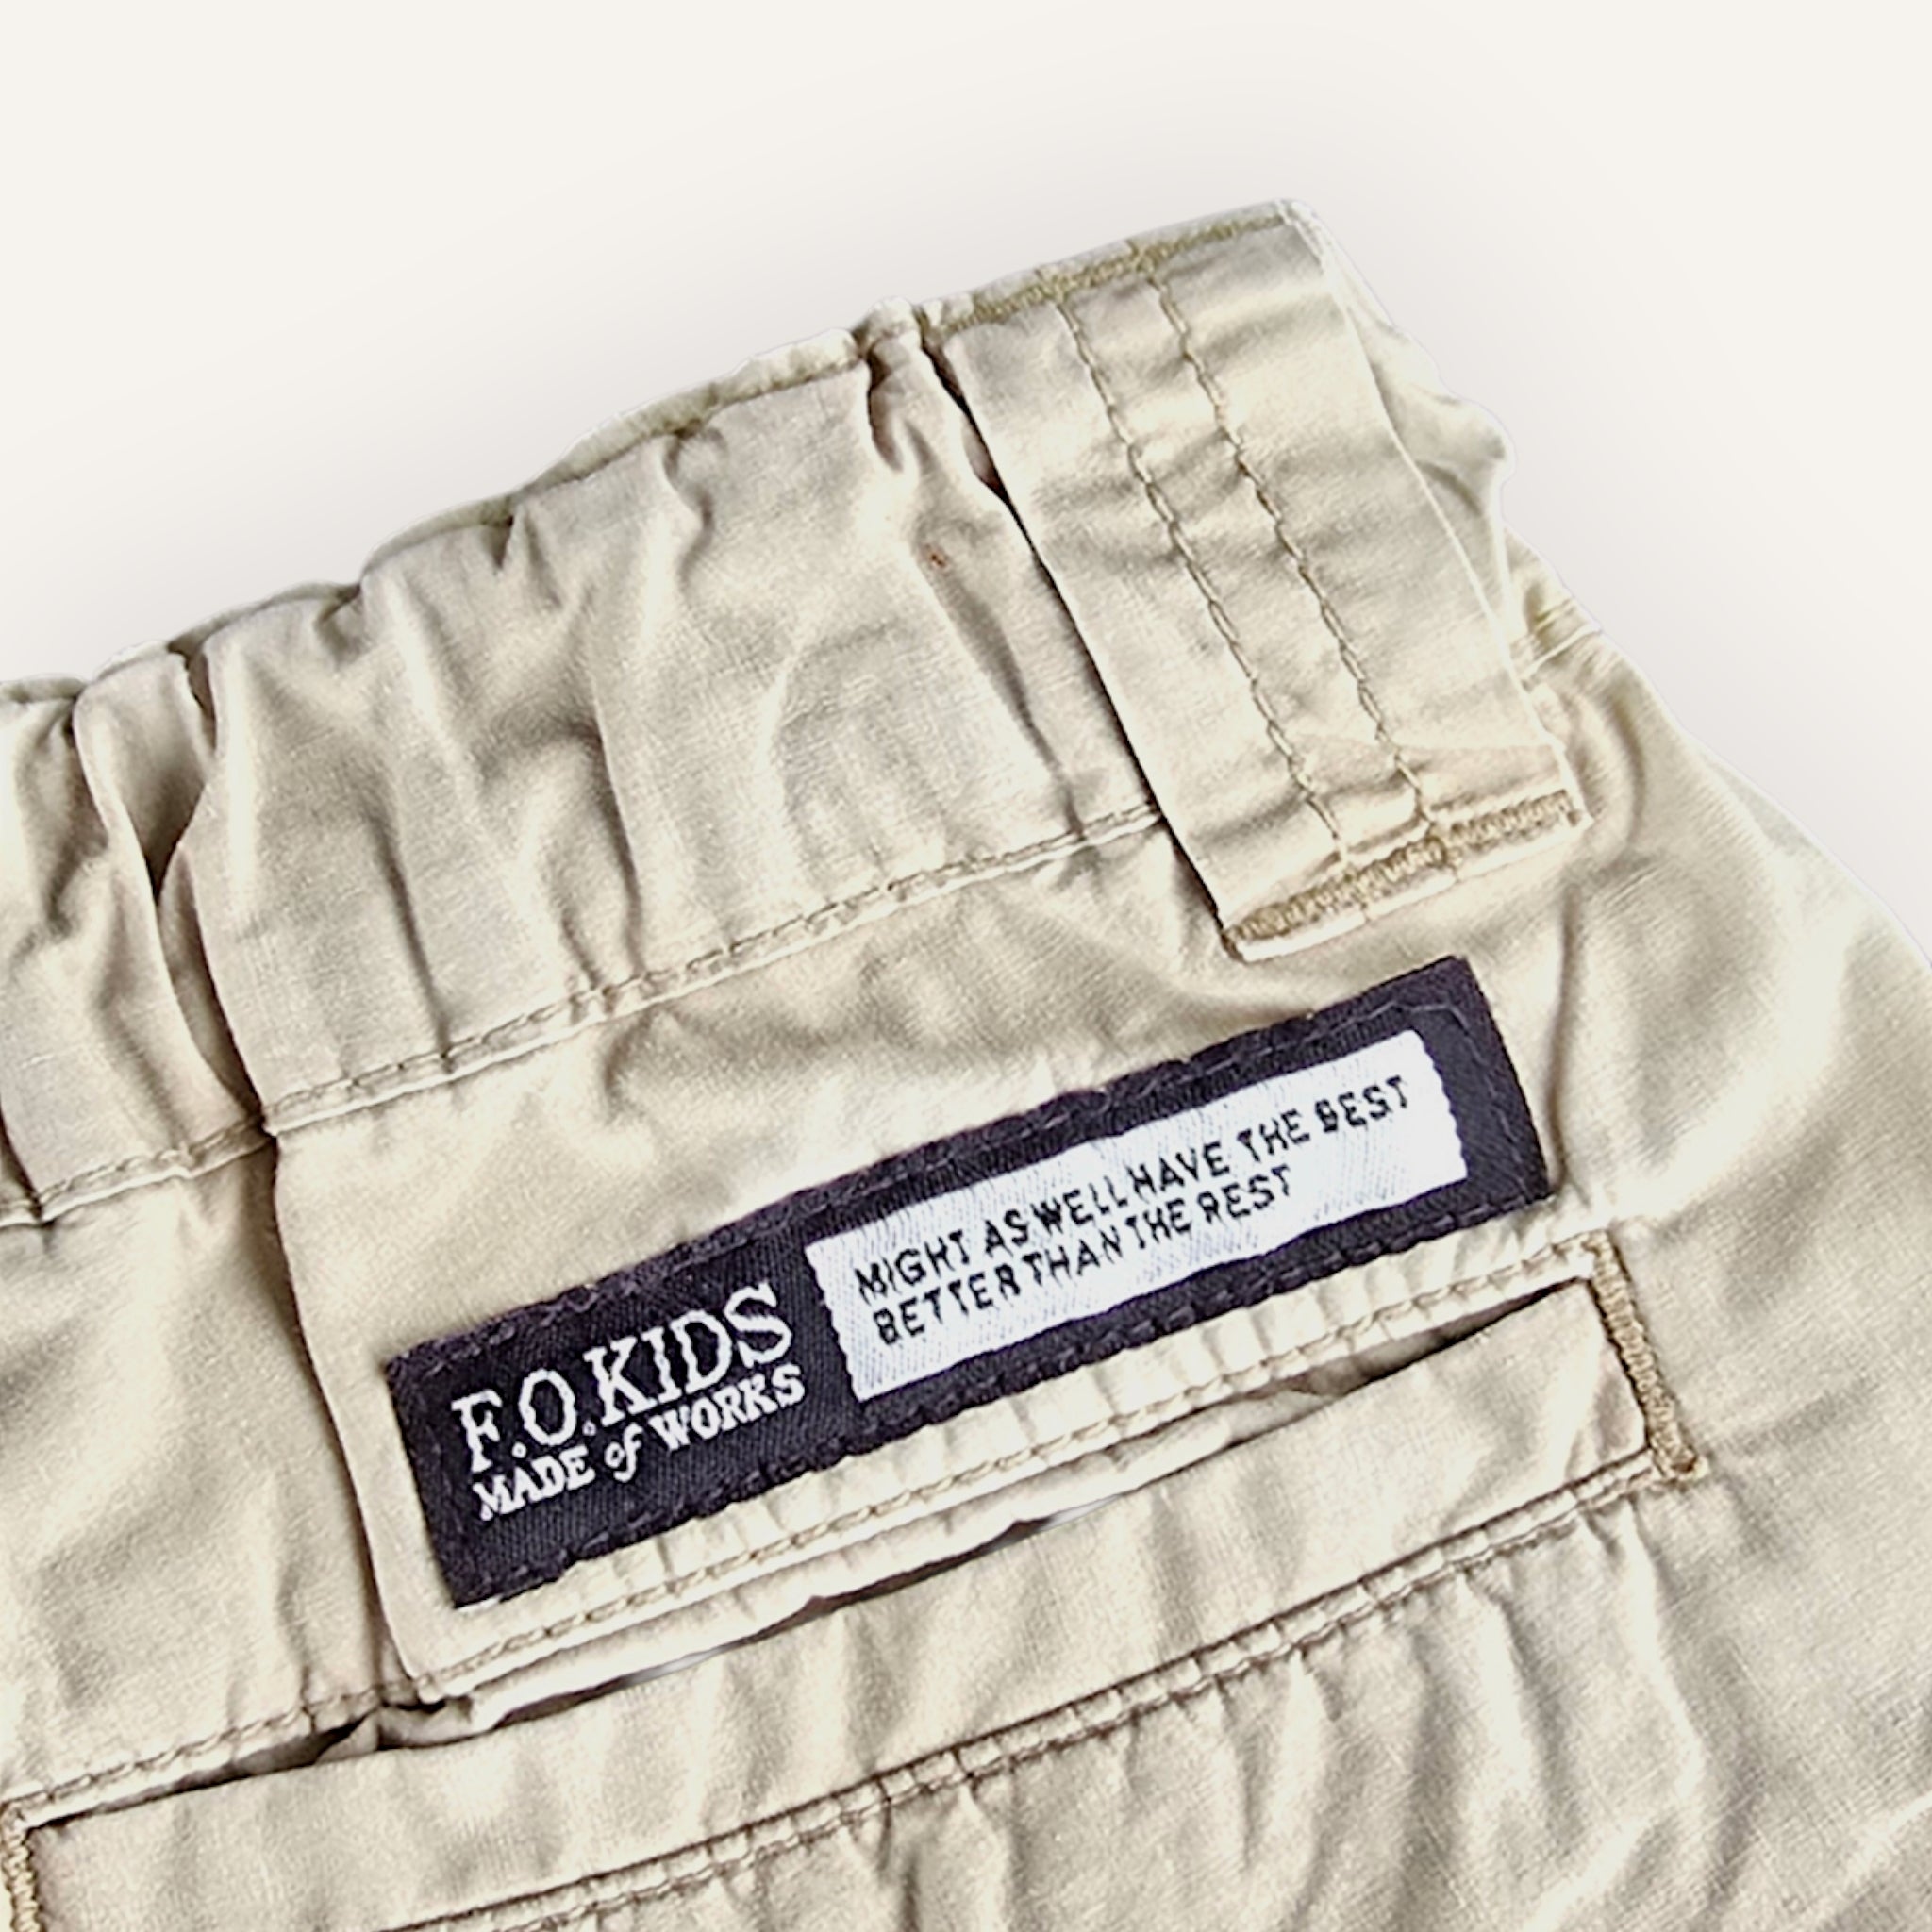 F.O.KIDS
MADE of WORKS
MIGHT AS WELL HAVE THE BEST
BETTER THAN THE REST